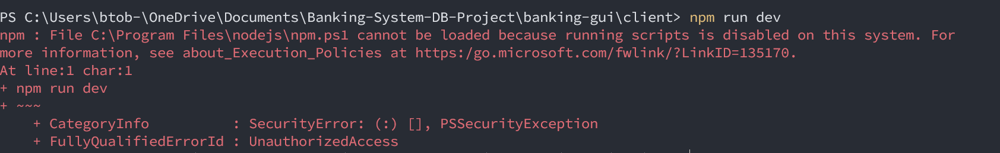 PS C:\Users\btob-\OneDrive\Documents\Banking-System-DB-Project\banking-gui\client> npm run dev
npm : File C:\Program Files\nodejs\npm.ps1 cannot be loaded because running scripts is disabled on this system. For
more information, see about_Execution_Policies at https:/go.microsoft.com/fwlink/?LinkID=135170.
At line:1 char:1
+ npm run dev
+ ~~~
    + CategoryInfo          : SecurityError: (:) [], PSSecurityException
    + FullyQualifiedErrorId : UnauthorizedAccess